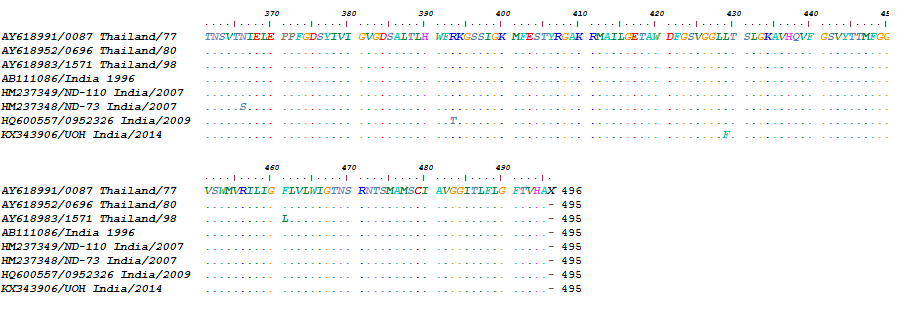 370 380 390 400 410 420 430 440 45
AY618991/0087 Thailand/77 TNSVTNIELE PPFGDSYIVI GVGDSALTLH WFRKGSSIGK MFESTYRGAK RMAILGETAW DFGSVGGLLT SLGKAVHQVF GSVYTTMFGG
AY618952/0696 Thailand/80 .......... .......... .......... .......... .......... .......... .......... .......... ..........
AY618983/1571 Thailand/98 .......... .......... .......... .......... .......... .......... .......... .......... ..........
AB111086/India 1996 .......... .......... .......... .......... .......... .......... .......... .......... ..........
HM237349/ND-110 India/2007 .......... .......... .......... .......... .......... .......... .......... .......... ..........
HM237348/ND-73 India/2007 .....S.... .......... .......... .......... .......... .......... .......... .......... ..........
HQ600557/0952326 India/2009 .......... .......... .......... ..T....... .......... .......... .......... .......... ..........
KX343906/UOH India/2014 .......... .......... .......... .......... .......... .......... ........F. .......... ..........
460 470 480 490
AY618991/0087 Thailand/77 VSWMVRILIG FLVLWIGTNS RNTSMAMSCI AVGGITLFLG FTVHAX 496
AY618952/0696 Thailand/80 .......... .......... .......... .......... .....- 495
AY618983/1571 Thailand/98 .......... L......... .......... .......... .....- 495
AB111086/India 1996 .......... .......... .......... .......... .....- 495
HM237349/ND-110 India/2007 .......... .......... .......... .......... .....- 495
HM237348/ND-73 India/2007 .......... .......... .......... .......... .....- 495
HQ600557/0952326 India/2009 .......... .......... .......... .......... .....- 495
KX343906/UOH India/2014 .......... .......... .......... .......... .....- 495